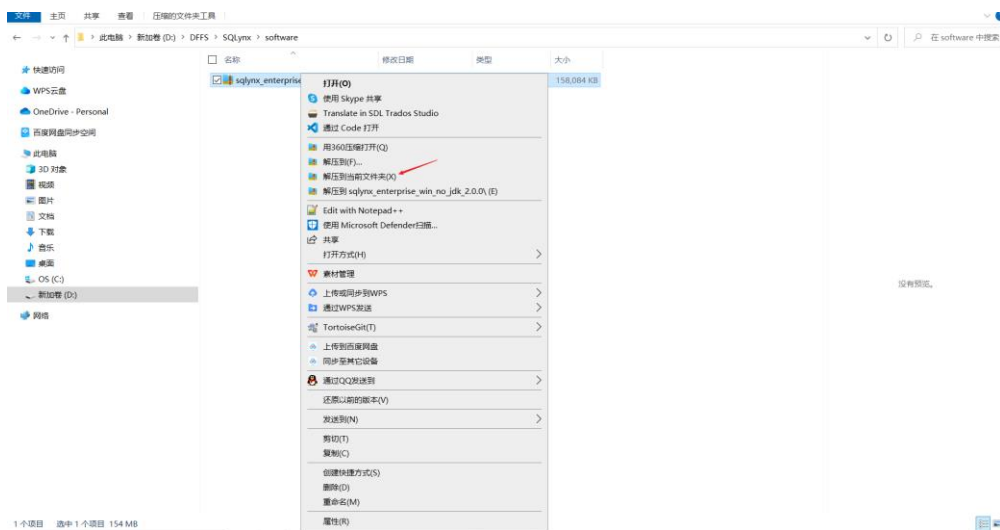 文件 主页 共享 查看 压缩的文件夹工具
此电脑 > 新加卷 (D:) > DFFS > SQLynx > software
在 software 中搜索
名称 修改日期 类型 大小
快速访问
WPS云盘
OneDrive - Personal
百度网盘同步空间
此电脑
3D 对象
视频
图片
文档
下载
音乐
桌面
OS (C:)
新加卷 (D:)
网络
sqlynx_enterprise 158,084 KB
打开(O)
使用 Skype 共享
Translate in SDL Trados Studio
通过 Code 打开
用360压缩打开(Q)
解压到(F)...
解压到当前文件夹(X)
解压到 sqlynx_enterprise_win_no_jdk_2.0.0\ (E)
Edit with Notepad++
使用 Microsoft Defender扫描...
共享
打开方式(H)
素材管理
上传或同步到WPS
通过WPS发送
TortoiseGit(T)
上传到百度网盘
同步至其它设备
通过QQ发送到
还原以前的版本(V)
发送到(N)
剪切(T)
复制(C)
创建快捷方式(S)
删除(D)
重命名(M)
属性(R)
没有预览。
1 个项目 选中 1 个项目 154 MB